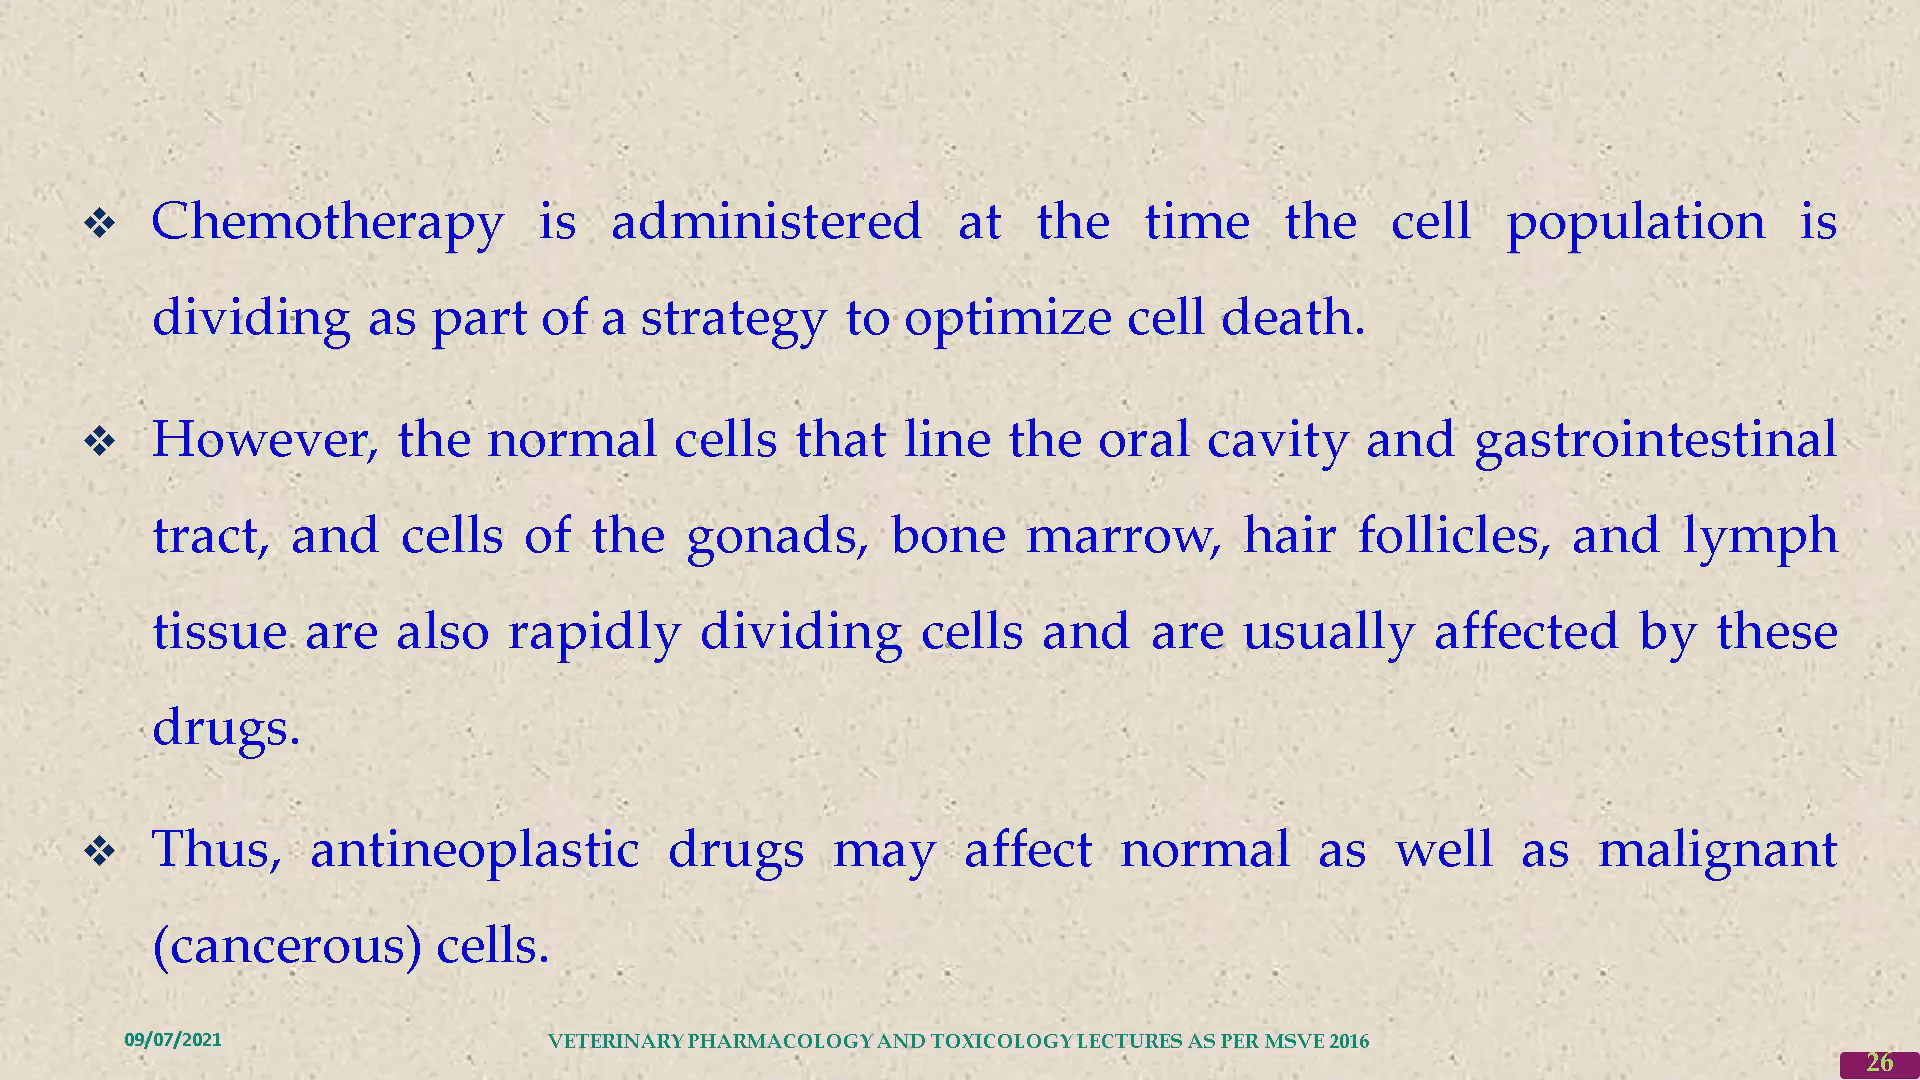 ❖ Chemotherapy is administered at the time the cell population is
dividing as part of a strategy to optimize cell death.
❖ However, the normal cells that line the oral cavity and gastrointestinal
tract, and cells of the gonads, bone marrow, hair follicles, and lymph
tissue are also rapidly dividing cells and are usually affected by these
drugs.
❖ Thus, antineoplastic drugs may affect normal as well as malignant
(cancerous) cells.
09/07/2021
VETERINARY PHARMACOLOGY AND TOXICOLOGY LECTURES AS PER MSVE 2016
26